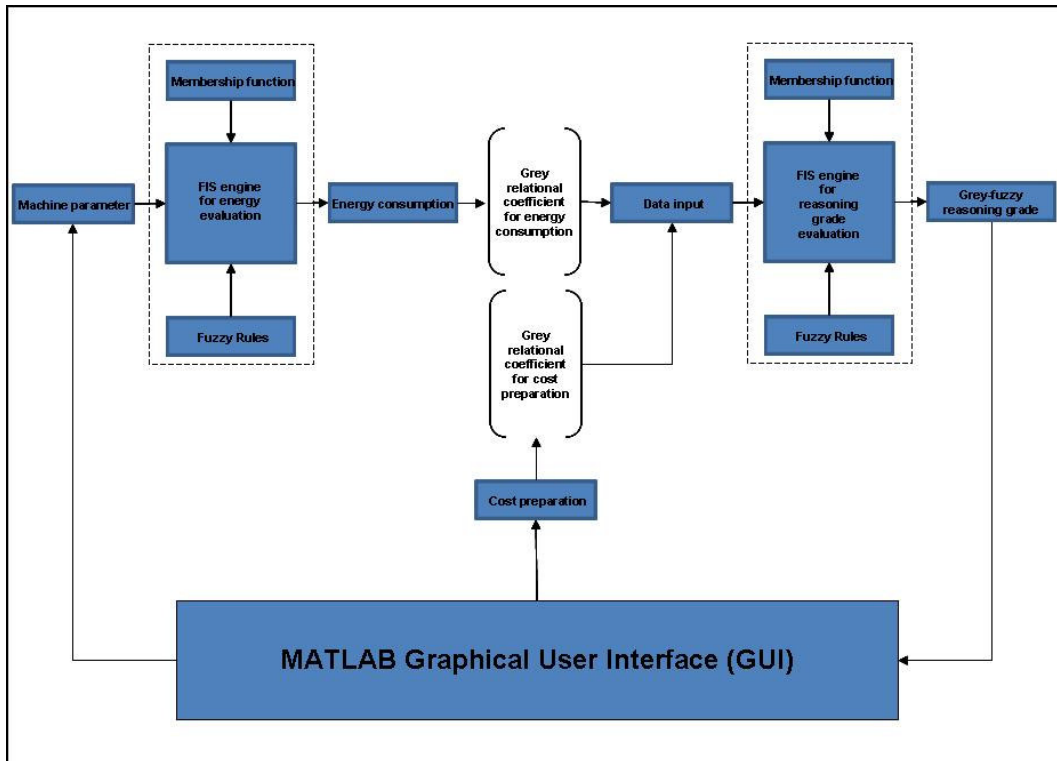 Membership function
Membership function
Machine parameter
FIS engine
for energy
evaluation
Energy consumption
Grey
relational
coefficient
for energy
consumption
Data input
FIS engine
for
reasoning
grade
evaluation
Grey-fuzzy
reasoning grade
Fuzzy Rules
Grey
relational
coefficient
for cost
preparation
Fuzzy Rules
Cost preparation
MATLAB Graphical User Interface (GUI)